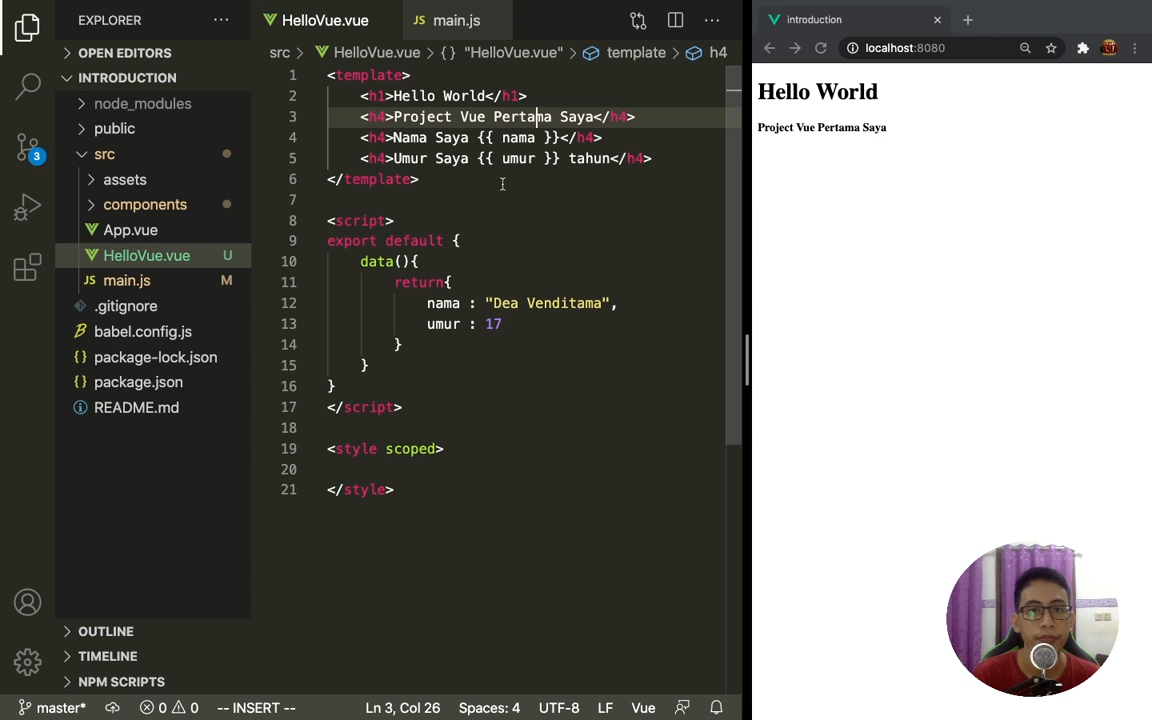 EXPLORER
OPEN EDITORS
INTRODUCTION
node_modules
public
src
assets
components
App.vue
HelloVue.vue U
JS main.js M
.gitignore
babel.config.js
{} package-lock.json
{} package.json
README.md
OUTLINE
TIMELINE
NPM SCRIPTS
3
HelloVue.vue
JS main.js
src > HelloVue.vue > {} "HelloVue.vue" > template > h4
1 <template>
2 <h1>Hello World</h1>
3 <h4>Project Vue Pertama Saya</h4>
4 <h4>Nama Saya {{ nama }}</h4>
5 <h4>Umur Saya {{ umur }} tahun</h4>
6 </template>
7
8 <script>
9 export default {
10 data(){
11 return{
12 nama : "Dea Venditama",
13 umur : 17
14 }
15 }
16 }
17 </script>
18
19 <style scoped>
20
21 </style>
master* 0 0 -- INSERT -- Ln 3, Col 26 Spaces: 4 UTF-8 LF Vue
introduction
localhost:8080
Hello World
Project Vue Pertama Saya